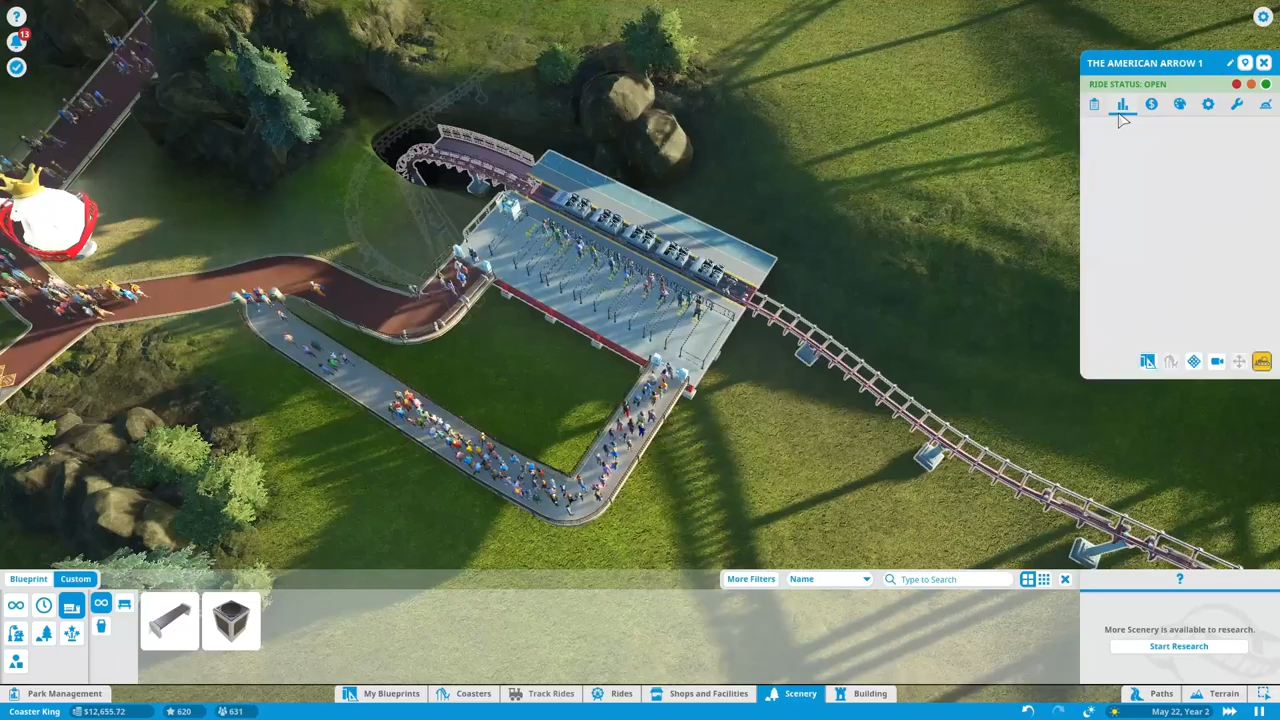 ?
13
THE AMERICAN ARROW 1
RIDE STATUS: OPEN
Blueprint
Custom
More Filters
Name
Type to Search
?
More Scenery is available to research.
Start Research
Park Management
My Blueprints
Coasters
Track Rides
Rides
Shops and Facilities
Scenery
Building
Paths
Terrain
Coaster King
$12,655.72
620
631
May 22, Year 2